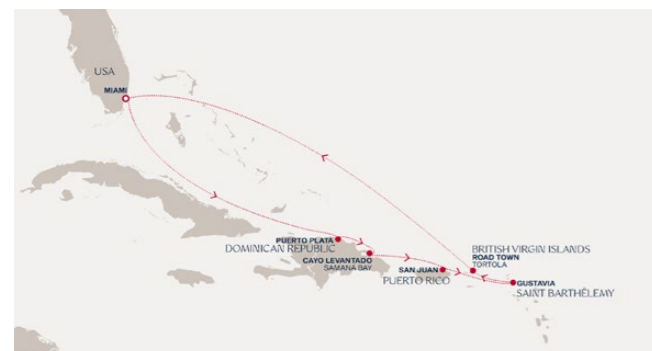 USA
MIAMI
PUERTO PLATA
DOMINICAN REPUBLIC
CAYO LEVANTADO
SAMANÁ BAY
SAN JUAN
PUERTO RICO
BRITISH VIRGIN ISLANDS
ROAD TOWN
TORTOLA
GUSTAVIA
SAINT BARTHÉLEMY